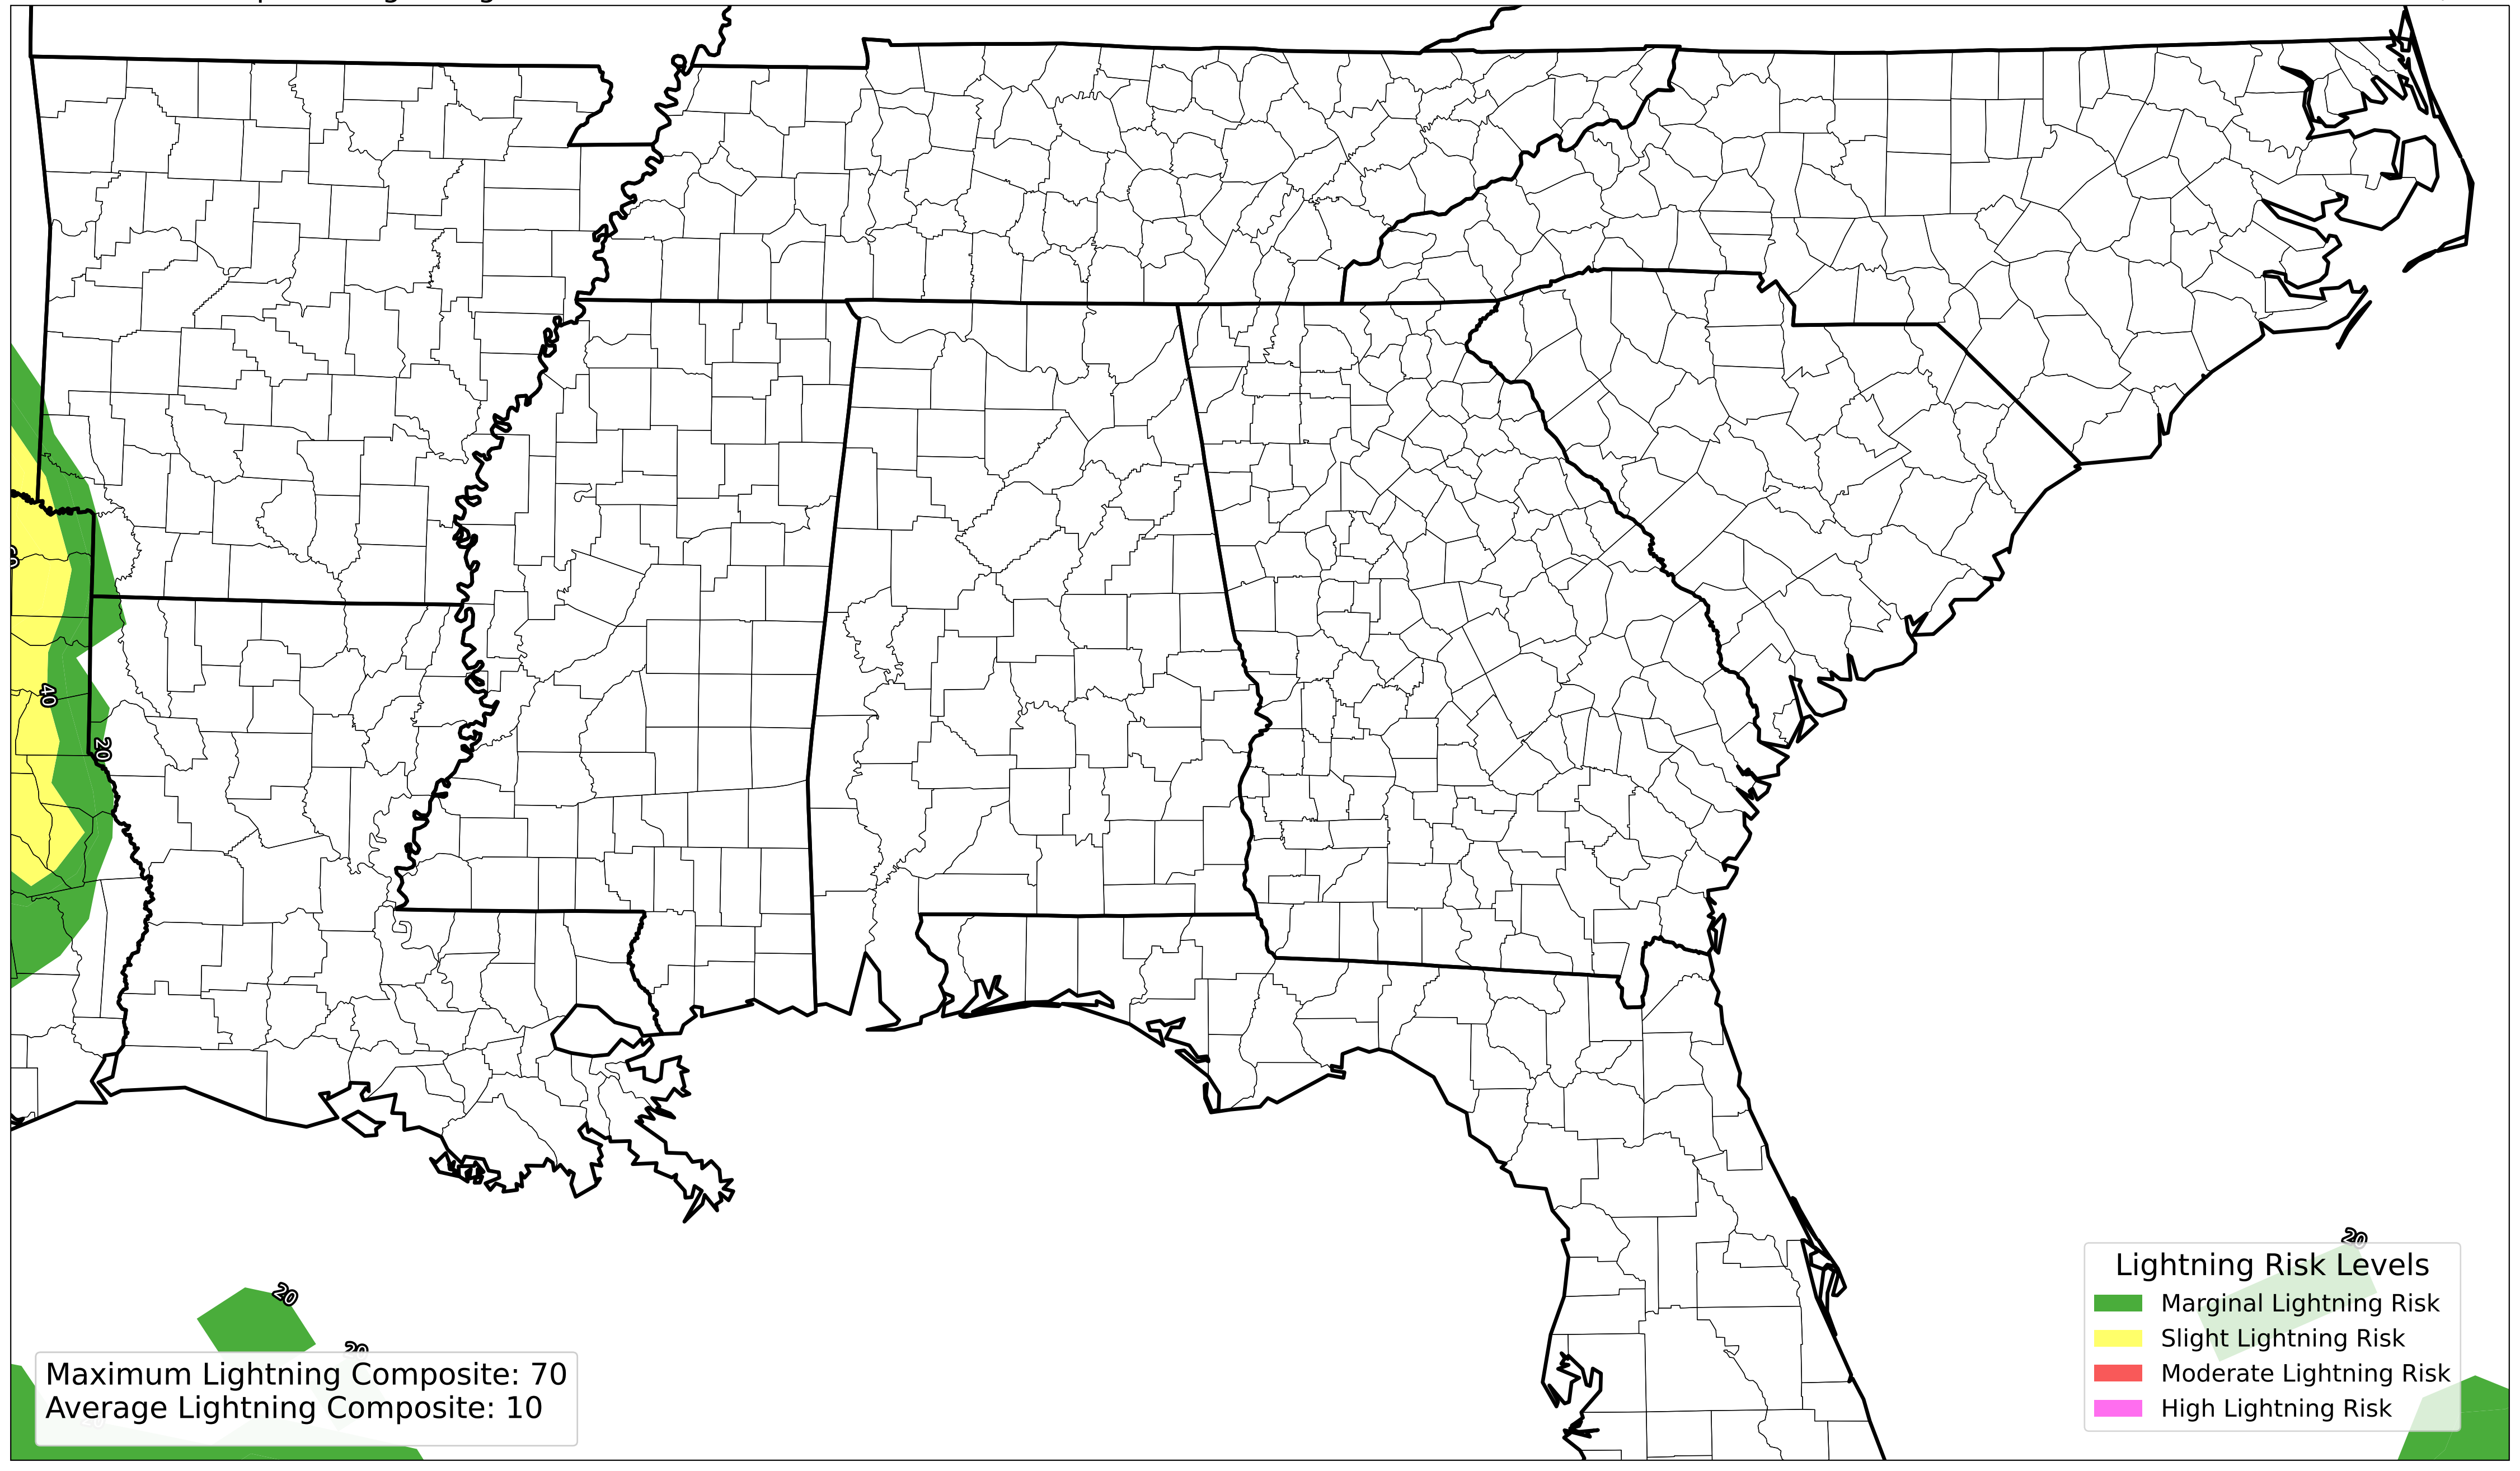 40
20
20
20
20
Lightning Risk Levels
Marginal Lightning Risk
Slight Lightning Risk
Moderate Lightning Risk
High Lightning Risk
Maximum Lightning Composite: 70
Average Lightning Composite: 10